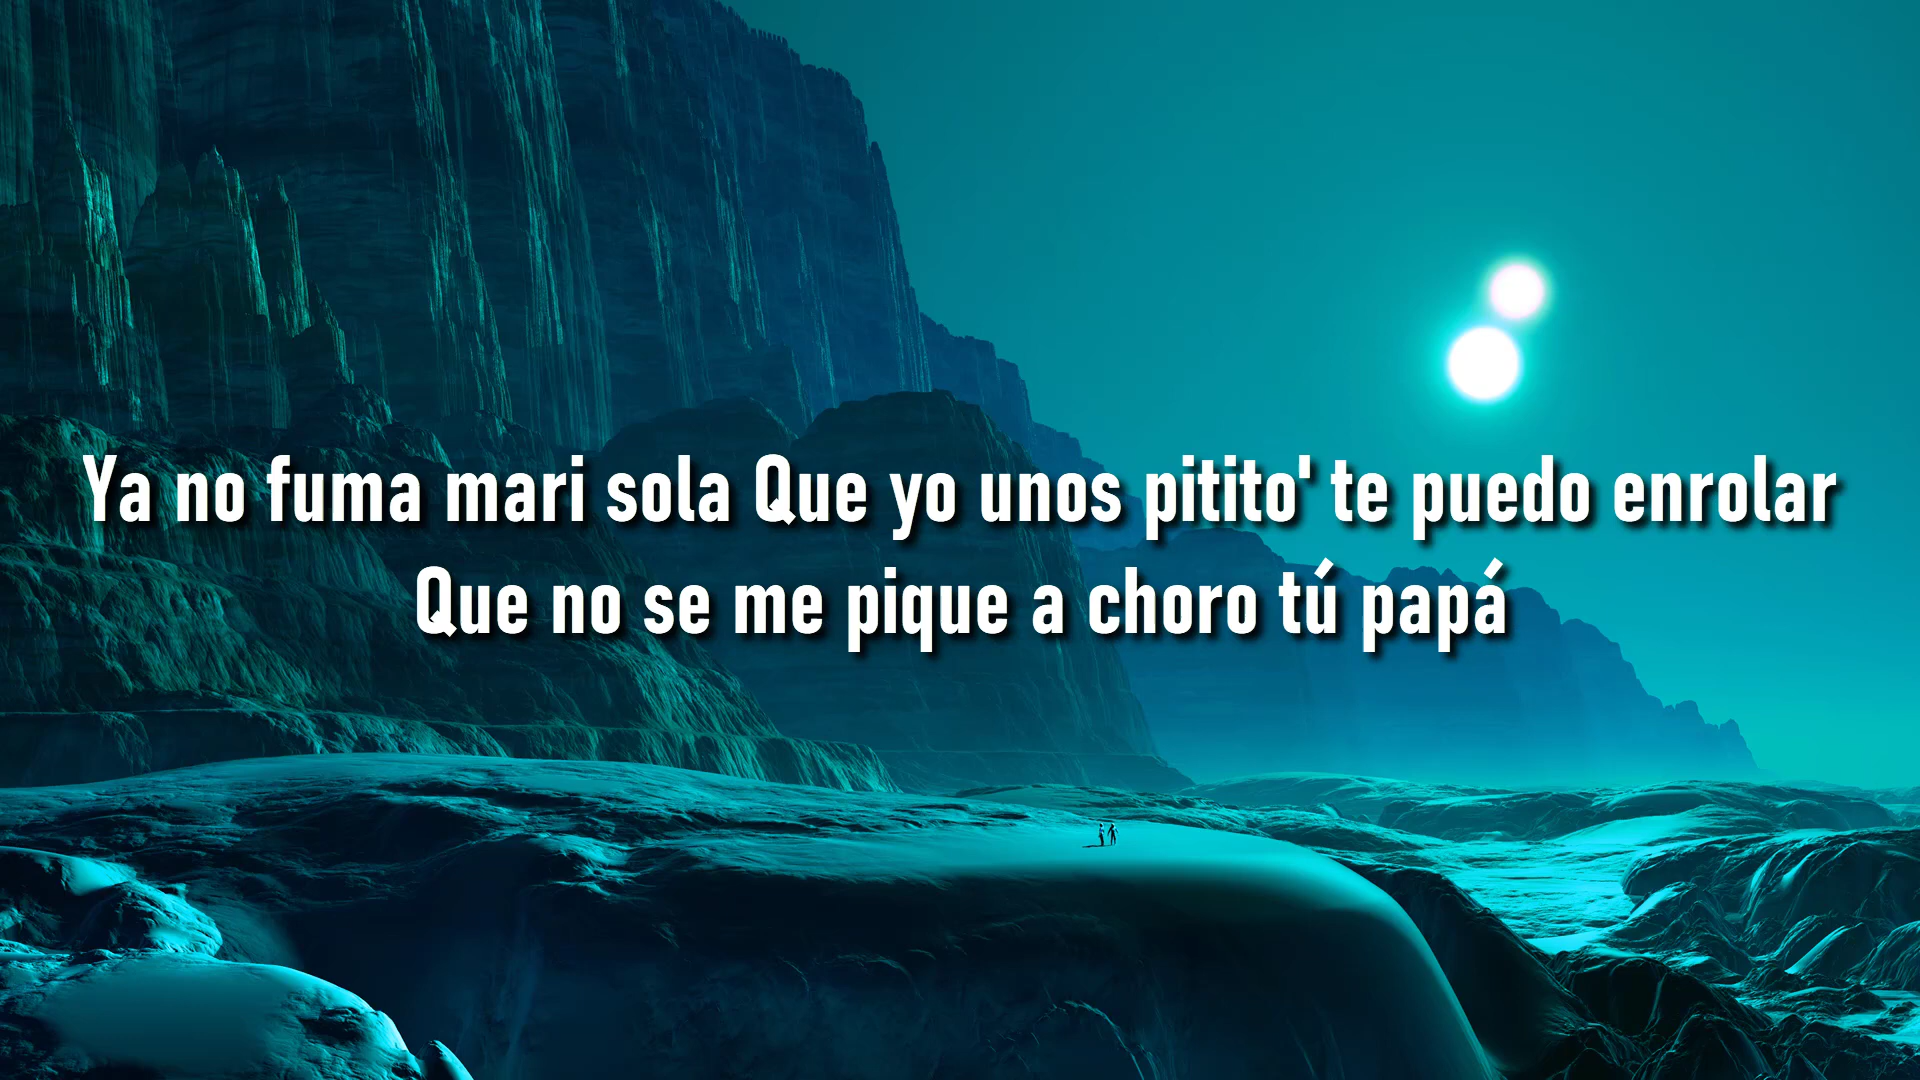 Ya no fuma mari sola Que yo unos pitito' te puedo enrolar
Que no se me pique a choro tú papá